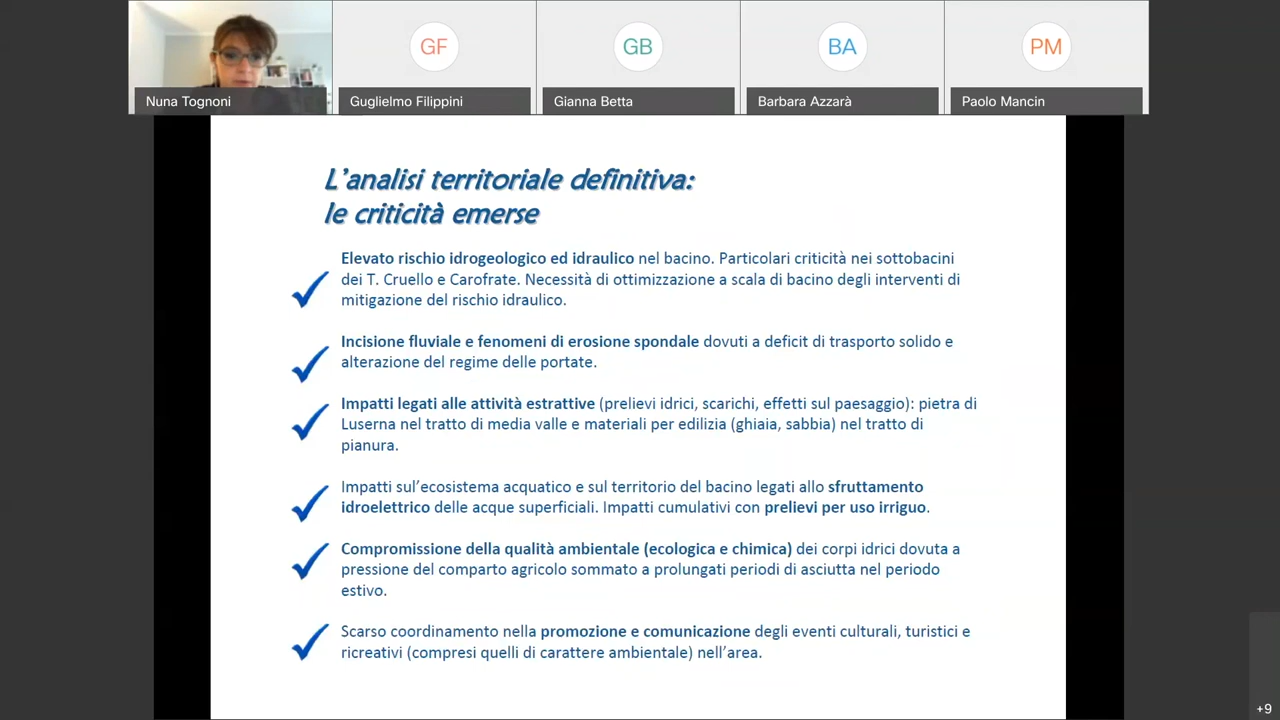 GF
GB
BA
PM
Nuna Tognoni
Guglielmo Filippini
Gianna Betta
Barbara Azzarà
Paolo Mancin
L'analisi territoriale definitiva:
le criticità emerse
Elevato rischio idrogeologico ed idraulico nel bacino. Particolari criticità nei sottobacini
dei T. Cruello e Carofrate. Necessità di ottimizzazione a scala di bacino degli interventi di
mitigazione del rischio idraulico.
Incisione fluviale e fenomeni di erosione spondale dovuti a deficit di trasporto solido e
alterazione del regime delle portate.
Impatti legati alle attività estrattive (prelievi idrici, scarichi, effetti sul paesaggio): pietra di
Luserna nel tratto di media valle e materiali per edilizia (ghiaia, sabbia) nel tratto di
pianura.
Impatti sul'ecosistema acquatico e sul territorio del bacino legati allo sfruttamento
idroelettrico delle acque superficiali. Impatti cumulativi con prelievi per uso irriguo.
Compromissione della qualità ambientale (ecologica e chimica) dei corpi idrici dovuta a
pressione del comparto agricolo sommato a prolungati periodi di asciutta nel periodo
estivo.
Scarso coordinamento nella promozione e comunicazione degli eventi culturali, turistici e
ricreativi (compresi quelli di carattere ambientale) nell'area.
+9